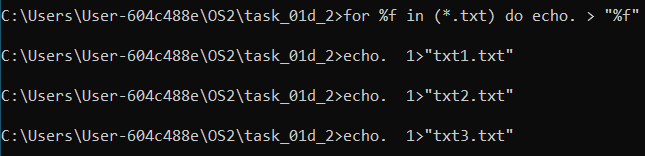 C:\Users\User-604c488e\OS2\task_01d_2>for %f in (*.txt) do echo. > "%f"
C:\Users\User-604c488e\OS2\task_01d_2>echo.  1>"txt1.txt"
C:\Users\User-604c488e\OS2\task_01d_2>echo.  1>"txt2.txt"
C:\Users\User-604c488e\OS2\task_01d_2>echo.  1>"txt3.txt"